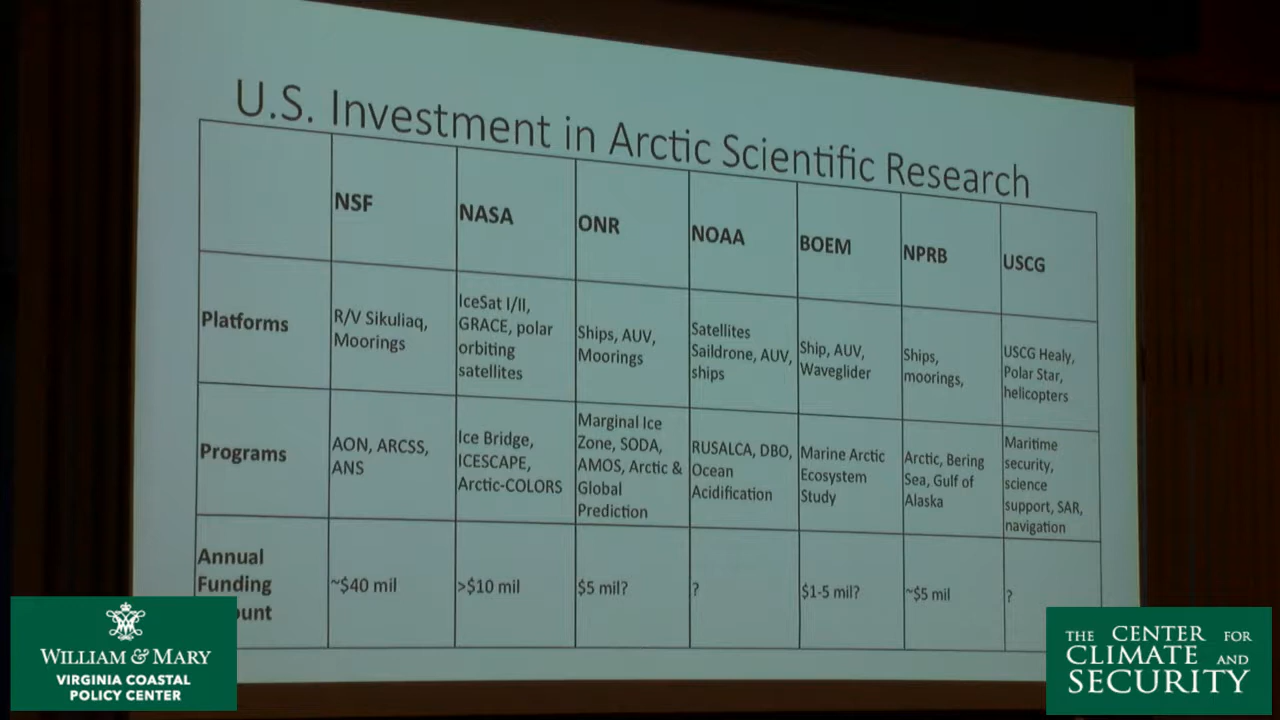 U.S. Investment in Arctic Scientific Research
NSF
NASA
ONR
NOAA
BOEM
NPRB
USCG
Platforms
R/V Sikuliaq,
Moorings
IceSat I/II,
GRACE, polar
orbiting
satellites
Ships, AUV,
Moorings
Satellites
Saildrone, AUV,
ships
Ship, AUV,
Waveglider
Ships,
moorings,
USCG Healy,
Polar Star,
helicopters
Programs
AON, ARCSS,
ANS
Ice Bridge,
ICESCAPE,
Arctic-COLORS
Marginal Ice
Zone, SODA,
AMOS, Arctic &
Global
Prediction
RUSALCA, DBO,
Ocean
Acidification
Marine Arctic
Ecosystem
Study
Arctic, Bering
Sea, Gulf of
Alaska
Maritime
security,
science
support, SAR,
navigation
Annual
Funding
~$40 mil
>$10 mil
$5 mil?
?
$1-5 mil?
~$5 mil
?
WILLIAM & MARY
VIRGINIA COASTAL
POLICY CENTER
THE CENTER FOR
CLIMATE AND
SECURITY